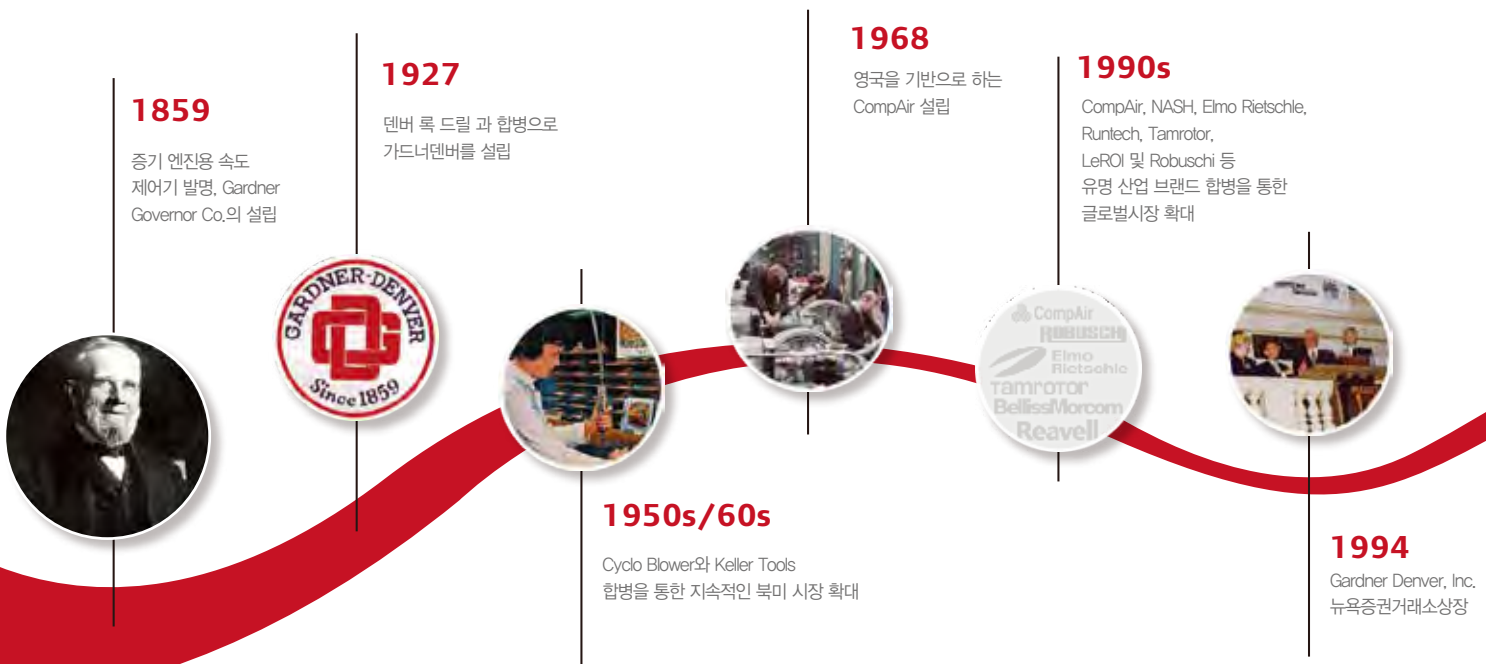 1859
증기 엔진용 속도
제어기 발명, Gardner
Governor Co.의 설립
GARDNER-DENVER
Since 1859
1927
덴버 록 드릴 과 합병으로
가드너덴버를 설립
1950s/60s
Cyclo Blower와 Keller Tools
합병을 통한 지속적인 북미 시장 확대
1968
영국을 기반으로 하는
CompAir 설립
1990s
CompAir, NASH, Elmo Rietschle,
Runtech, Tamrotor,
LeROI 및 Robuschi 등
유명 산업 브랜드 합병을 통한
글로벌시장 확대
CompAir
ROBUSCHI
Elmo
Rietschle
TAMROTOR
BellissMorcom
Reavell
1994
Gardner Denver, Inc.
뉴욕증권거래소상장